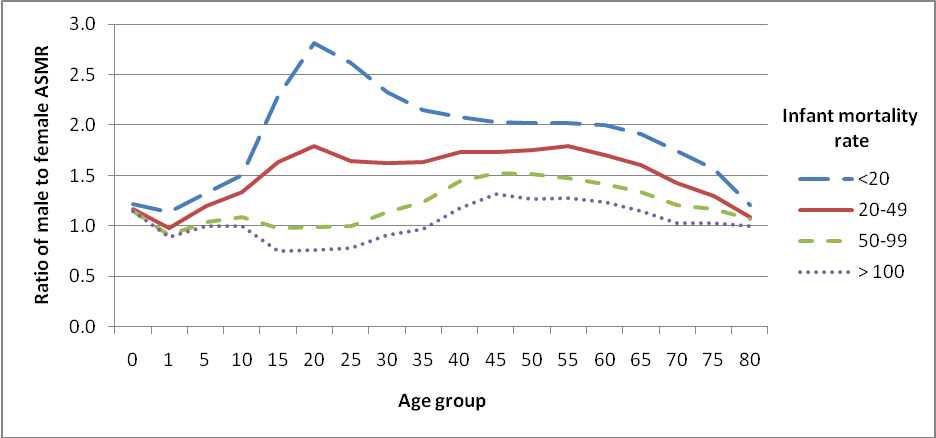 3.0
2.5
2.0
1.5
1.0
0.5
0.0
Ratio of male to female ASMR
0 1 5 10 15 20 25 30 35 40 45 50 55 60 65 70 75 80
Age group
Infant mortality
rate
<20
20-49
50-99
> 100